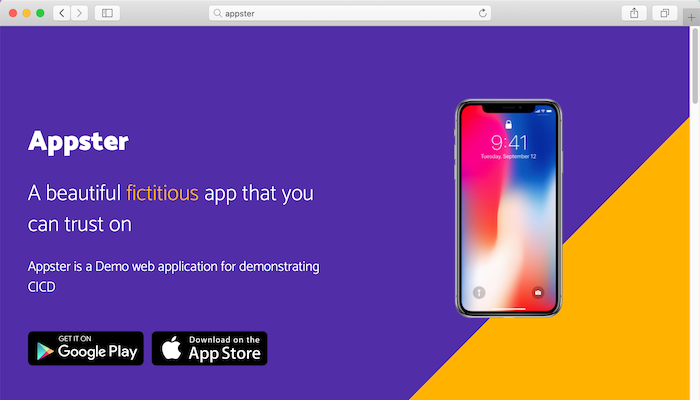 appster
Appster
A beautiful fictitious app that you
can trust on
Appster is a Demo web application for demonstrating
CICD
GET IT ON
Google Play
Download on the
App Store
9:41
Tuesday, September 12